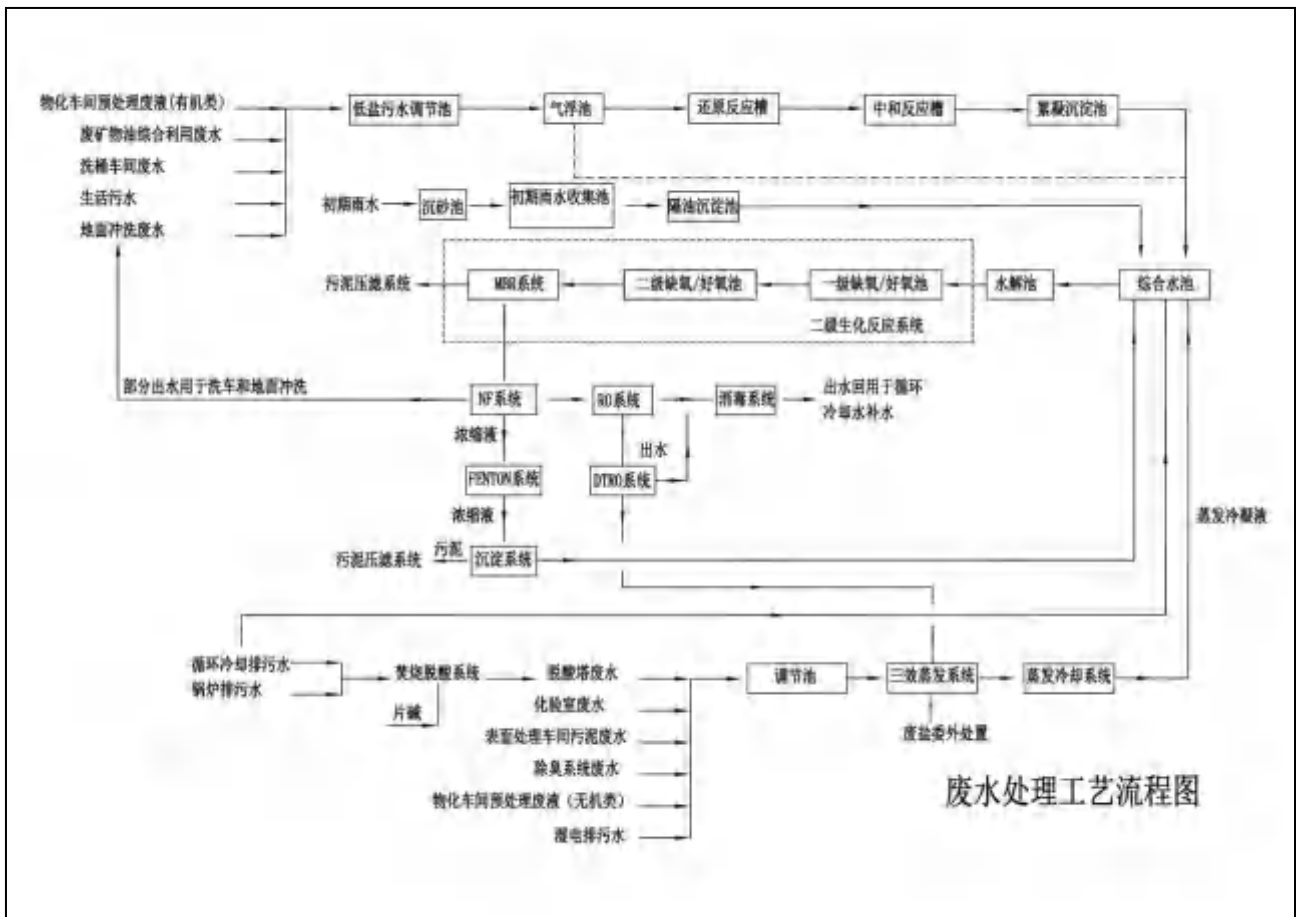 物化车间预处理废液(有机类)
废矿物油综合利用废水
洗桶车间废水
生活污水
地面冲洗废水
低盐污水调节池
气浮池
还原反应槽
中和反应槽
絮凝沉淀池
初期雨水
沉砂池
初期雨水收集池
隔油沉淀池
污泥压滤系统
MBR系统
二级缺氧/好氧池
一级缺氧/好氧池
水解池
综合水池
二级生化反应系统
部分出水用于洗车和地面冲洗
NF系统
RO系统
消毒系统
出水回用于循环
冷却水补水
浓缩液
出水
FENTON系统
DTRO系统
浓缩液
蒸发冷凝液
污泥压滤系统
污泥
沉淀系统
循环冷却排污水
锅炉排污水
焚烧脱酸系统
片碱
脱酸塔废水
化验室废水
表面处理车间污泥废水
除臭系统废水
物化车间预处理废液（无机类）
湿电排污水
调节池
三效蒸发系统
蒸发冷却系统
废盐委外处置
废水处理工艺流程图